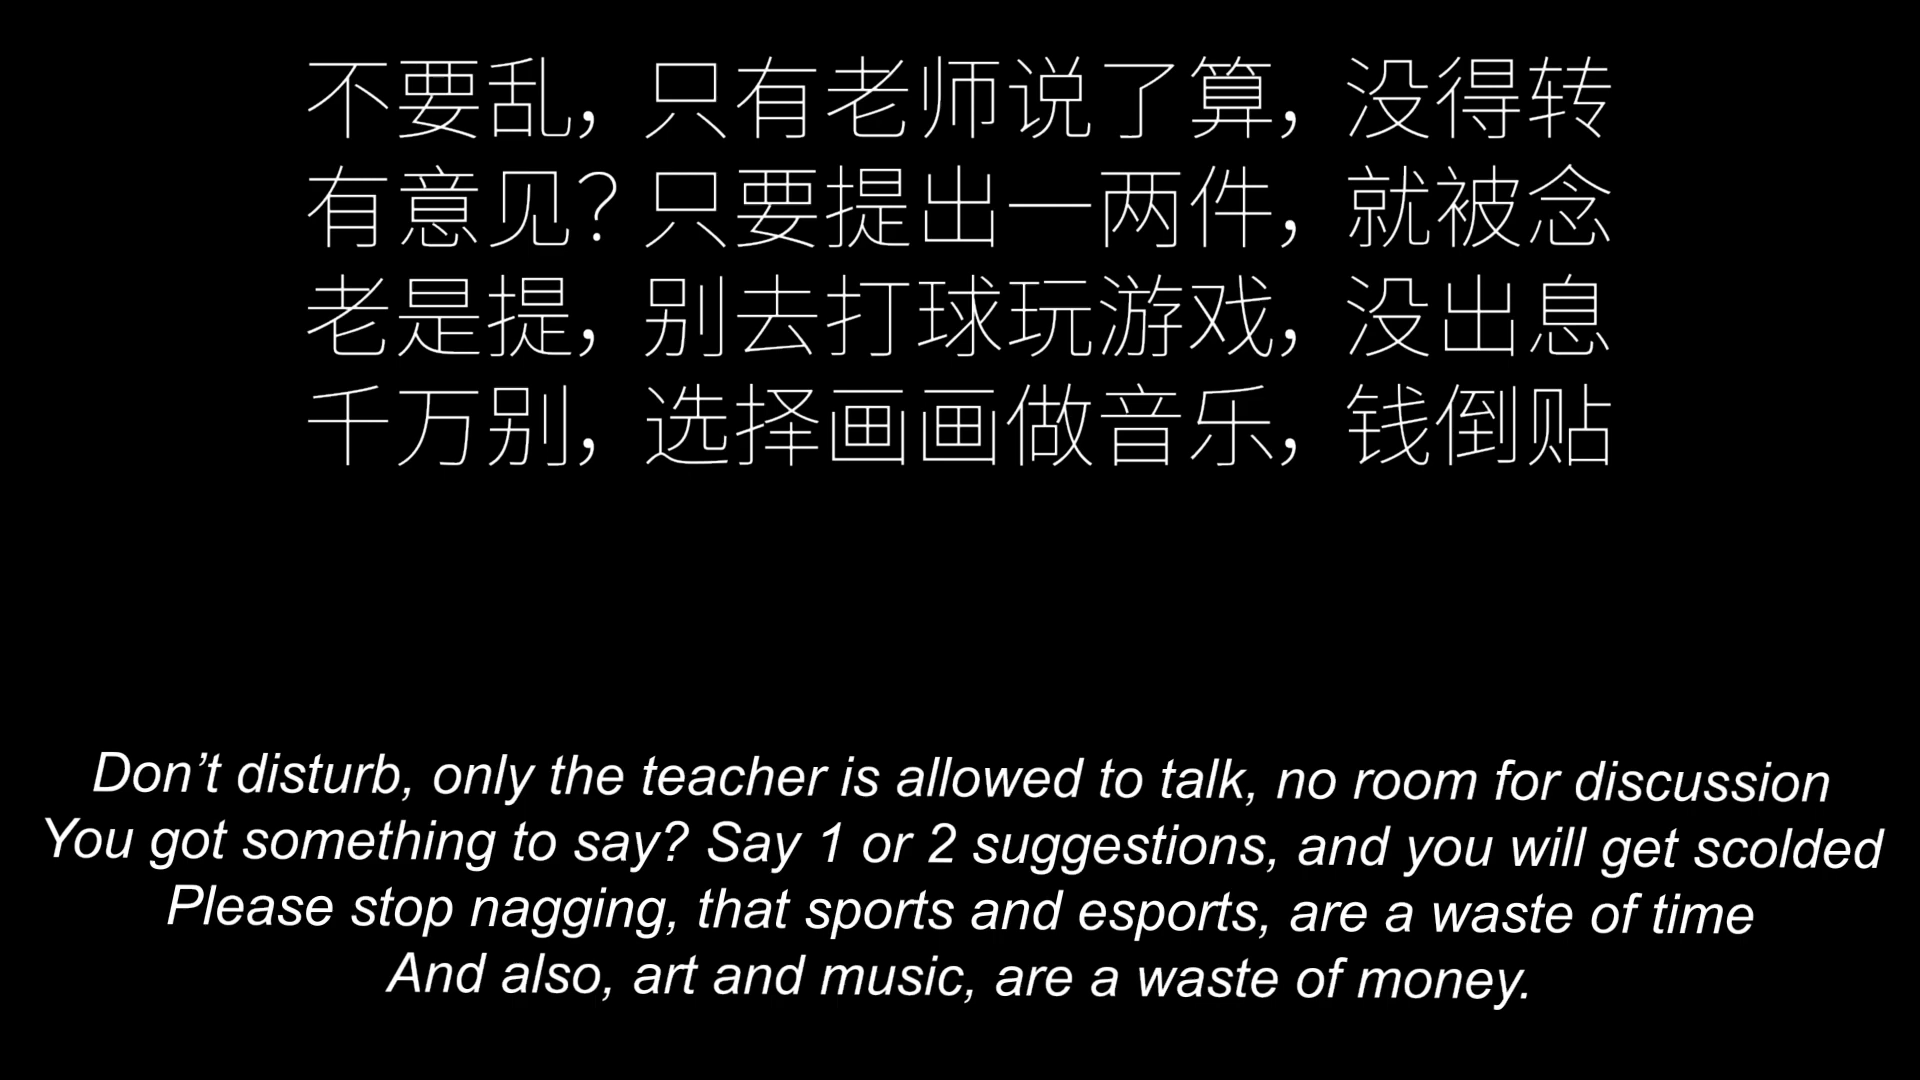 不要乱，只有老师说了算，没得转
有意见？只要提出一两件，就被念
老是提，别去打球玩游戏，没出息
千万别，选择画画做音乐，钱倒贴
Don’t disturb, only the teacher is allowed to talk, no room for discussion
You got something to say? Say 1 or 2 suggestions, and you will get scolded
Please stop nagging, that sports and esports, are a waste of time
And also, art and music, are a waste of money.